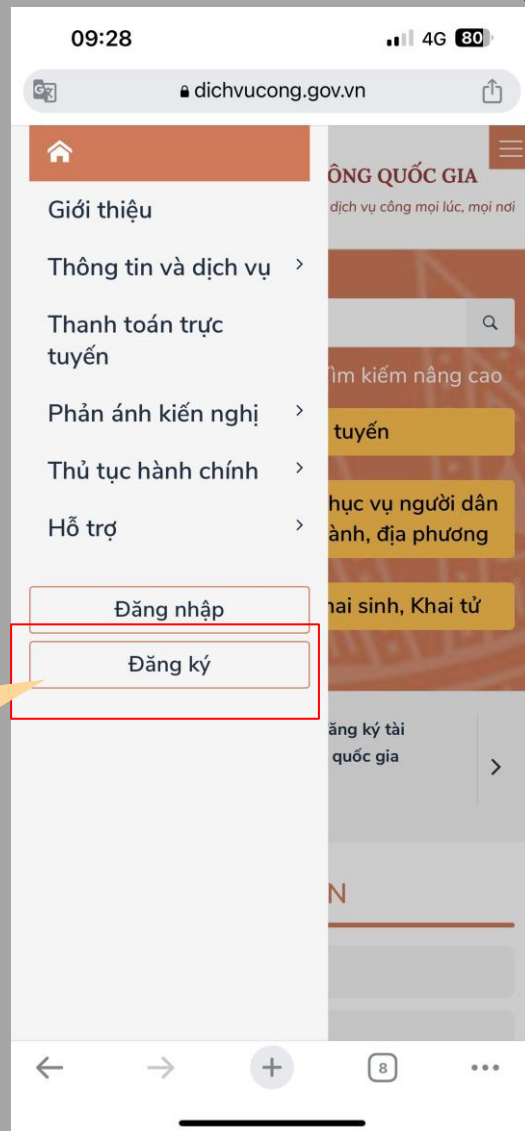 09:28
4G 80
dichvucong.gov.vn
ÔNG QUỐC GIA
dịch vụ công mọi lúc, mọi nơi
Giới thiệu
Thông tin và dịch vụ
Thanh toán trực
tuyến
Phản ánh kiến nghị
Thủ tục hành chính
Hỗ trợ
Đăng nhập
Đăng ký
ìm kiếm nâng cao
tuyến
hục vụ người dân
ành, địa phương
nai sinh, Khai tử
ăng ký tài
quốc gia
N
8